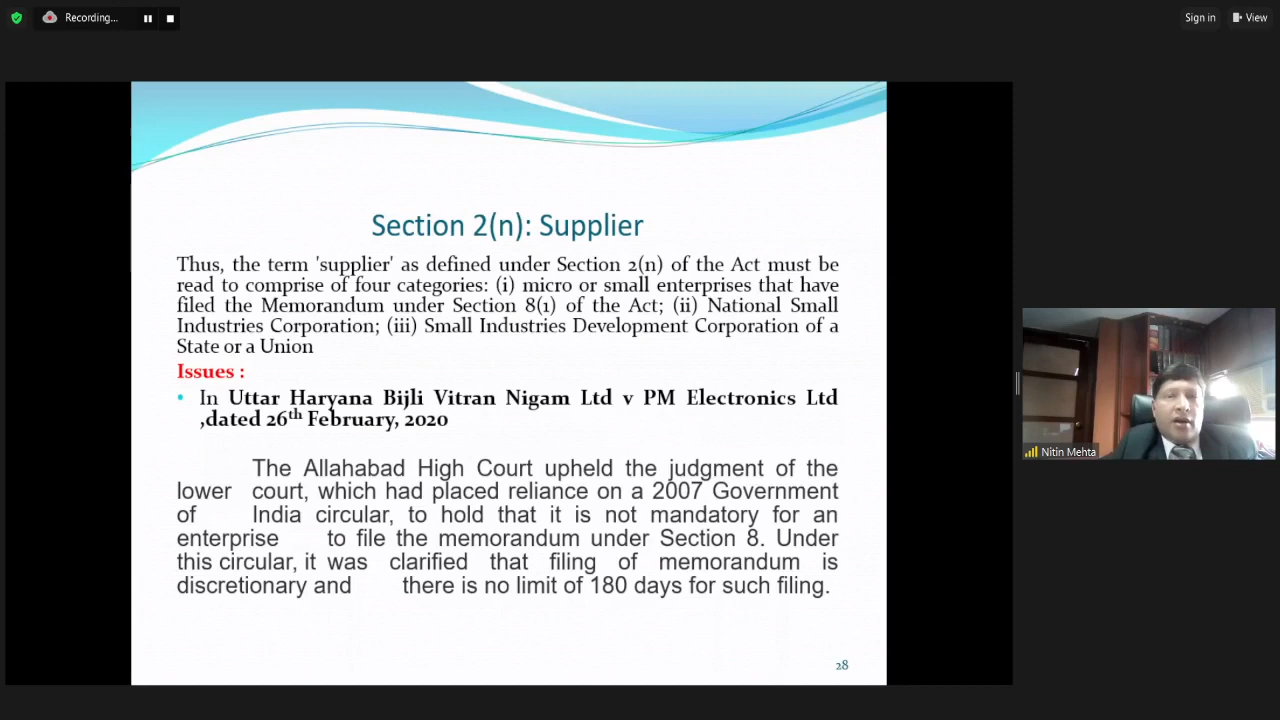 Recording...
Sign in
View
Section 2(n): Supplier
Thus, the term 'supplier' as defined under Section 2(n) of the Act must be
read to comprise of four categories: (i) micro or small enterprises that have
filed the Memorandum under Section 8(1) of the Act; (ii) National Small
Industries Corporation; (iii) Small Industries Development Corporation of a
State or a Union
Issues :
• In Uttar Haryana Bijli Vitran Nigam Ltd v PM Electronics Ltd
,dated 26th February, 2020
The Allahabad High Court upheld the judgment of the
lower court, which had placed reliance on a 2007 Government
of India circular, to hold that it is not mandatory for an
enterprise to file the memorandum under Section 8. Under
this circular, it was clarified that filing of memorandum is
discretionary and there is no limit of 180 days for such filing.
28
Nitin Mehta